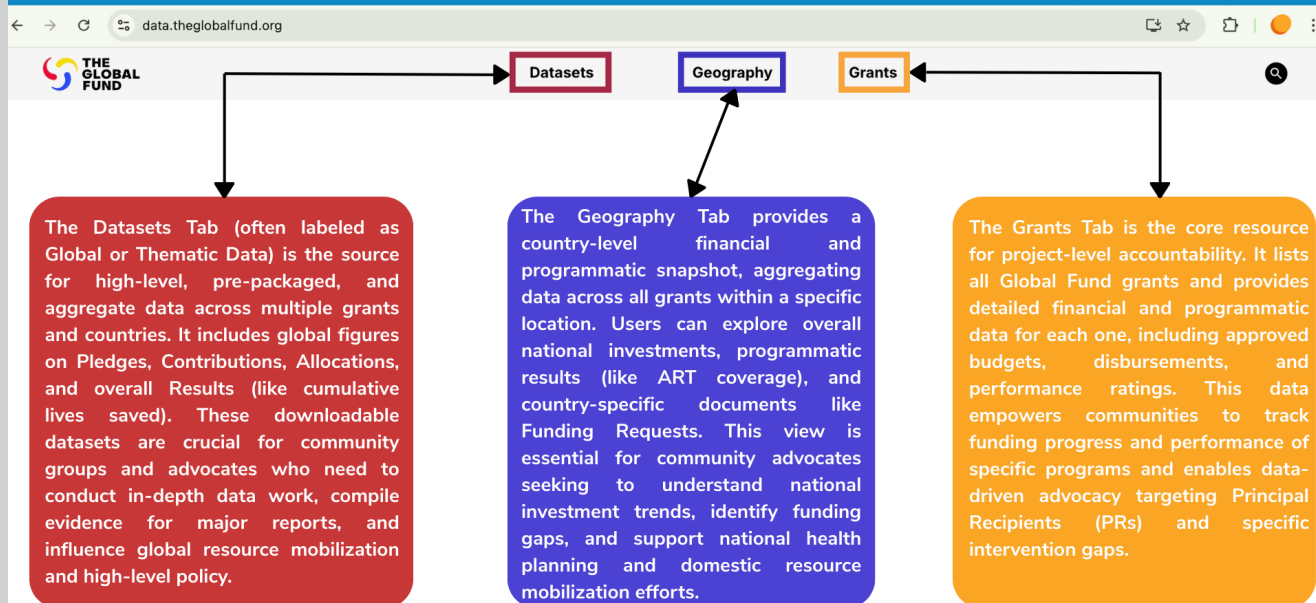 data.theglobalfund.org
THE
GLOBAL
FUND
Datasets
Geography
Grants
The Datasets Tab (often labeled as
Global or Thematic Data) is the source
for high-level, pre-packaged, and
aggregate data across multiple grants
and countries. It includes global figures
on Pledges, Contributions, Allocations,
and overall Results (like cumulative
lives saved). These downloadable
datasets are crucial for community
groups and advocates who need to
conduct in-depth data work, compile
evidence for major reports, and
influence global resource mobilization
and high-level policy.
The Geography Tab provides a
country-level financial and
programmatic snapshot, aggregating
data across all grants within a specific
location. Users can explore overall
national investments, programmatic
results (like ART coverage), and
country-specific documents like
Funding Requests. This view is
essential for community advocates
seeking to understand national
investment trends, identify funding
gaps, and support national health
planning and domestic resource
mobilization efforts.
The Grants Tab is the core resource
for project-level accountability. It lists
all Global Fund grants and provides
detailed financial and programmatic
data for each one, including approved
budgets, disbursements, and
performance ratings. This data
empowers communities to track
funding progress and performance of
specific programs and enables data-
driven advocacy targeting Principal
Recipients (PRs) and specific
intervention gaps.